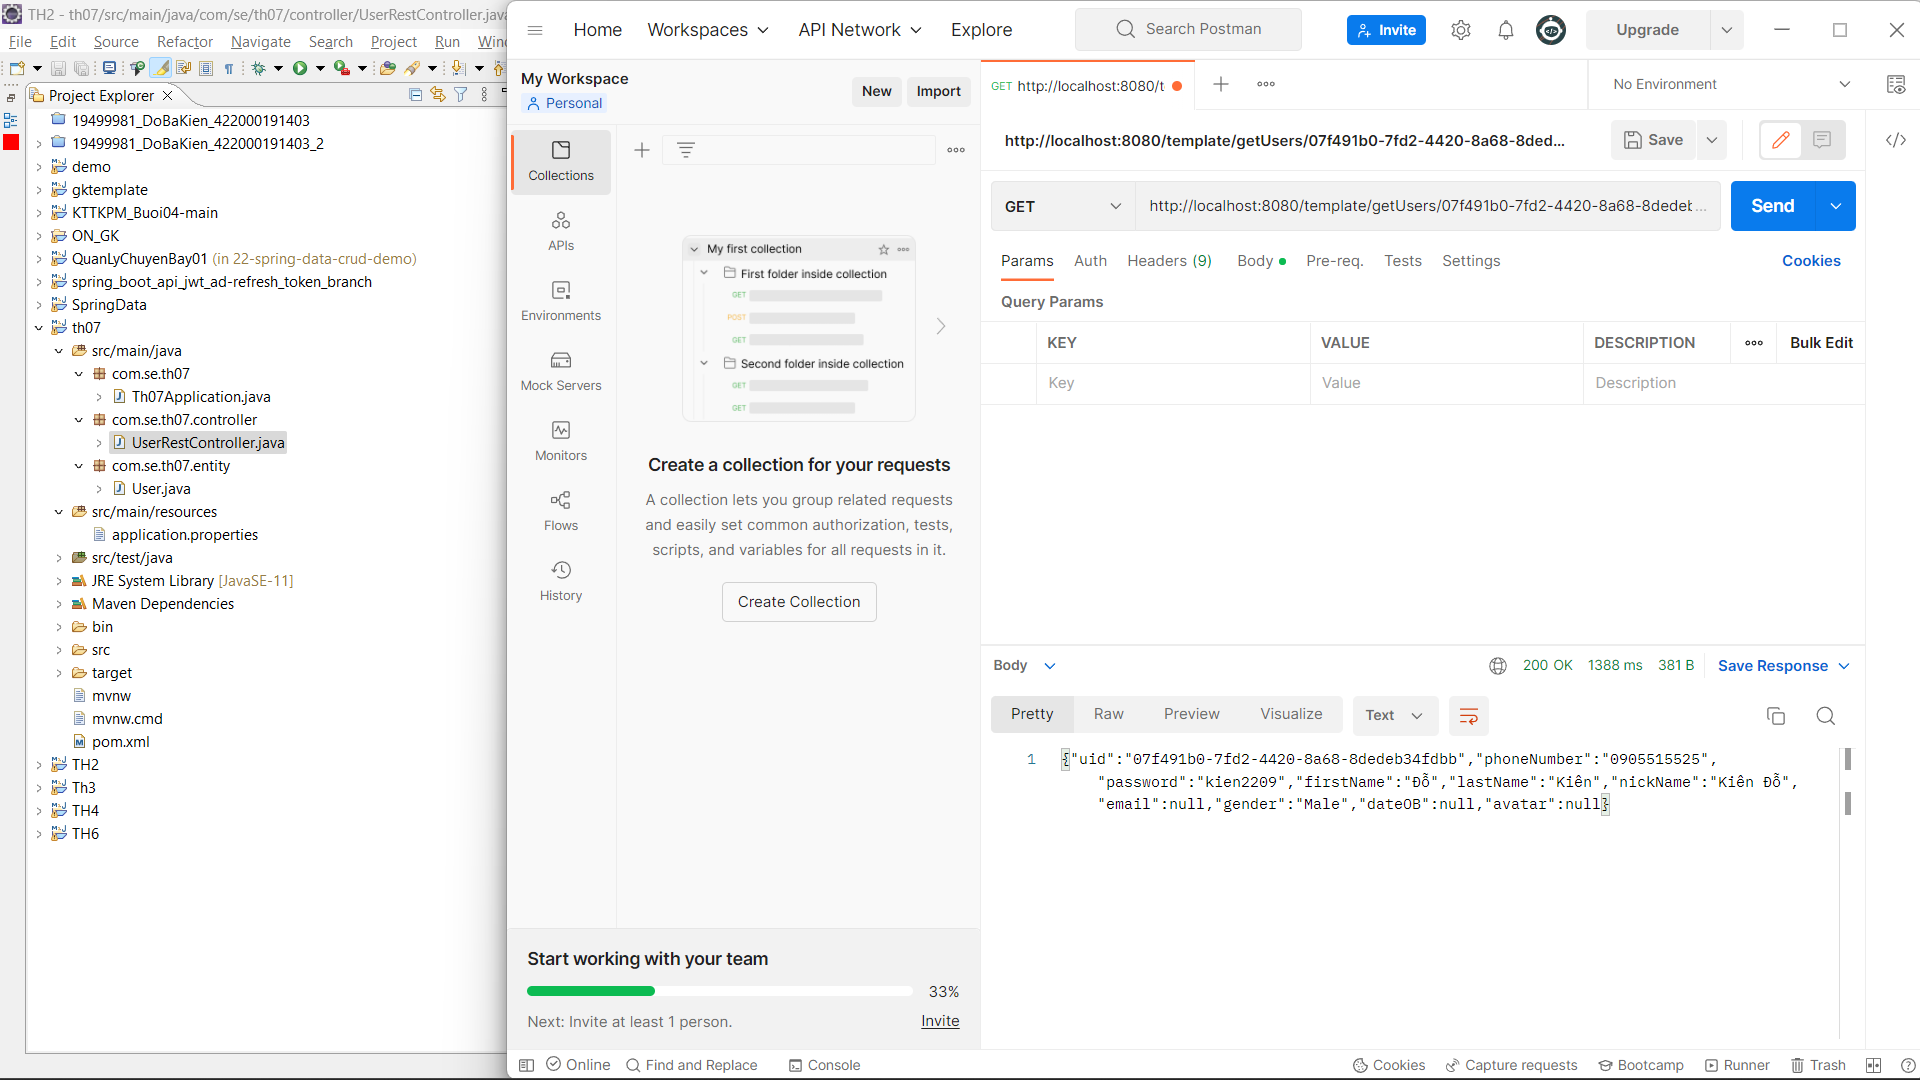 TH2 - th07/src/main/java/com/se/th07/controller/UserRestController.java
File Edit Source Refactor Navigate Search Project Run
Project Explorer
19499981_DoBaKien_422000191403
19499981_DoBaKien_422000191403_2
demo
gktemplate
KTTKPM_Buoi04-main
ON_GK
QuanLyChuyenBay01 (in 22-spring-data-crud-demo)
spring_boot_api_jwt_ad-refresh_token_branch
SpringData
th07
src/main/java
com.se.th07
Th07Application.java
com.se.th07.controller
UserRestController.java
com.se.th07.entity
User.java
src/main/resources
application.properties
src/test/java
JRE System Library [JavaSE-11]
Maven Dependencies
bin
src
target
mvnw
mvnw.cmd
pom.xml
TH2
Th3
TH4
TH6
Home Workspaces API Network Explore
Search Postman
Invite
Upgrade
My Workspace
Personal
New Import
Collections
APIs
Environments
Mock Servers
Monitors
Flows
History
My first collection
First folder inside collection
GET
POST
GET
Second folder inside collection
GET
GET
Create a collection for your requests
A collection lets you group related requests
and easily set common authorization, tests,
scripts, and variables for all requests in it.
Create Collection
Start working with your team
33%
Next: Invite at least 1 person. Invite
GET http://localhost:8080/t
No Environment
http://localhost:8080/template/getUsers/07f491b0-7fd2-4420-8a68-8ded...
Save
GET http://localhost:8080/template/getUsers/07f491b0-7fd2-4420-8a68-8dedeb...
Send
Params Auth Headers (9) Body Pre-req. Tests Settings Cookies
Query Params
KEY VALUE DESCRIPTION Bulk Edit
Key Value Description
Body 200 OK 1388 ms 381 B Save Response
Pretty Raw Preview Visualize Text
1 {"uid":"07f491b0-7fd2-4420-8a68-8dedeb34fdbb","phoneNumber":"0905515525",
"password":"kien2209","firstName":"Đỗ","lastName":"Kiên","nickName":"Kiên Đỗ",
"email":null,"gender":"Male","dateOB":null,"avatar":null}
Online Find and Replace Console Cookies Capture requests Bootcamp Runner Trash